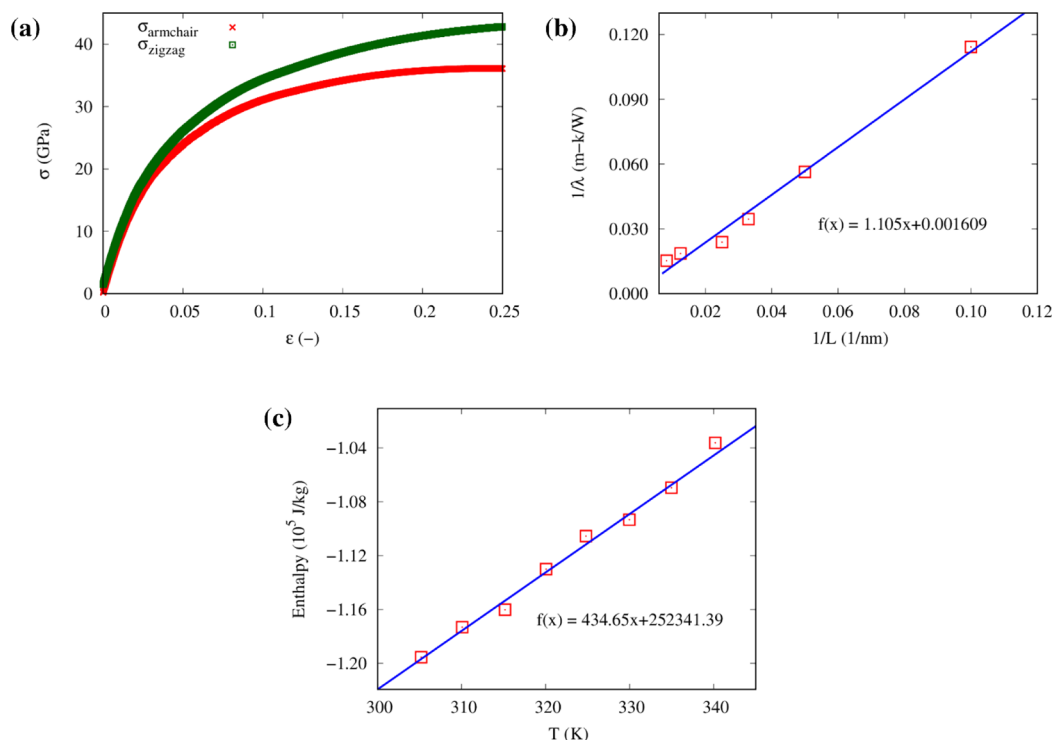 (a)
σarmchair
σzigzag
40
30
20
10
0
0
0.05
0.1
0.15
0.2
0.25
σ (GPa)
ε (−)
(b)
0.120
0.090
0.060
0.030
0.000
1/λ (m−k/W)
f(x) = 1.105x+0.001609
0.02
0.04
0.06
0.08
0.10
0.12
1/L (1/nm)
(c)
−1.04
−1.08
−1.12
−1.16
−1.20
Enthalpy (10⁵ J/kg)
f(x) = 434.65x+252341.39
300
310
320
330
340
T (K)